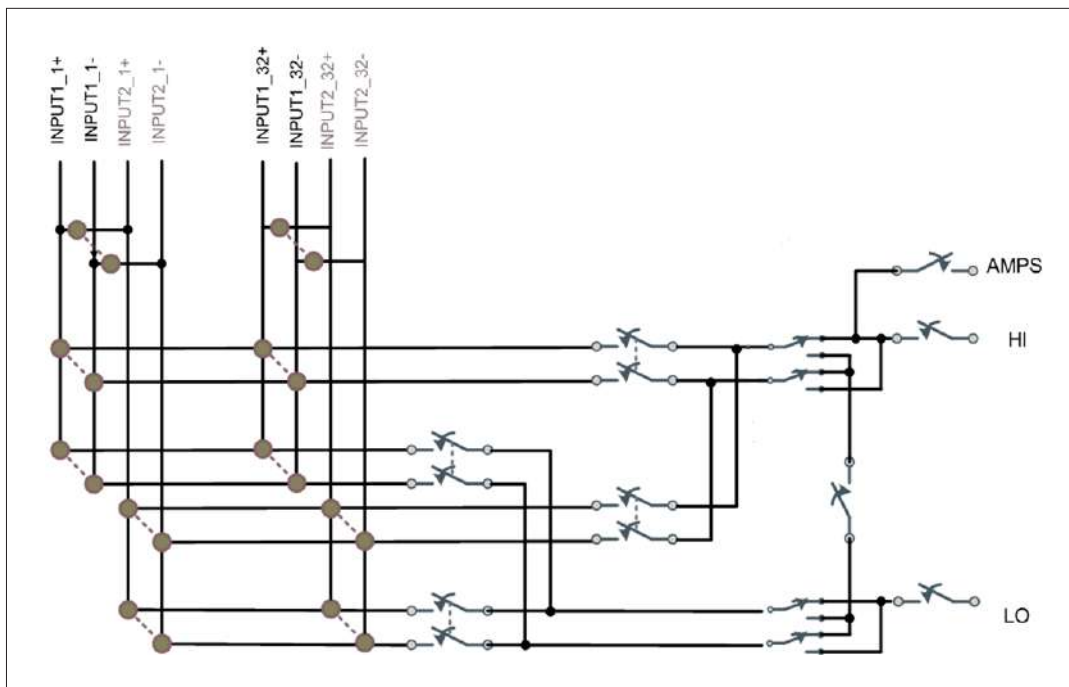 INPUT1_1+
INPUT1_1-
INPUT2_1+
INPUT2_1-
INPUT1_32+
INPUT1_32-
INPUT2_32+
INPUT2_32-
AMPS
HI
LO